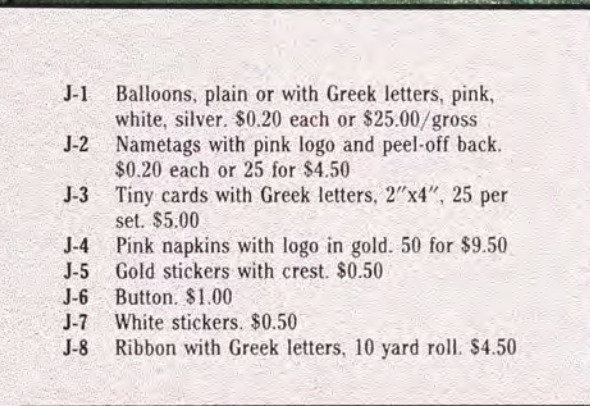 J-1 Balloons, plain or with Greek letters, pink,
white, silver. $0.20 each or $25.00/gross
J-2 Nametags with pink logo and peel-off back.
$0.20 each or 25 for $4.50
J-3 Tiny cards with Greek letters, 2″x4″, 25 per
set. $5.00
J-4 Pink napkins with logo in gold. 50 for $9.50
J-5 Gold stickers with crest. $0.50
J-6 Button. $1.00
J-7 White stickers. $0.50
J-8 Ribbon with Greek letters, 10 yard roll. $4.50